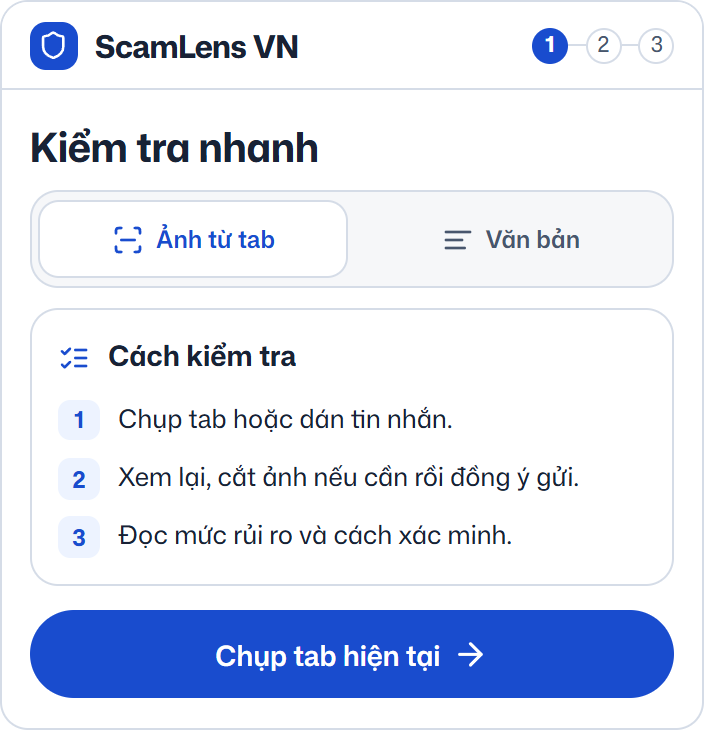 ScamLens VN
1 2 3
Kiểm tra nhanh
Ảnh từ tab
Văn bản
Cách kiểm tra
1 Chụp tab hoặc dán tin nhắn.
2 Xem lại, cắt ảnh nếu cần rồi đồng ý gửi.
3 Đọc mức rủi ro và cách xác minh.
Chụp tab hiện tại